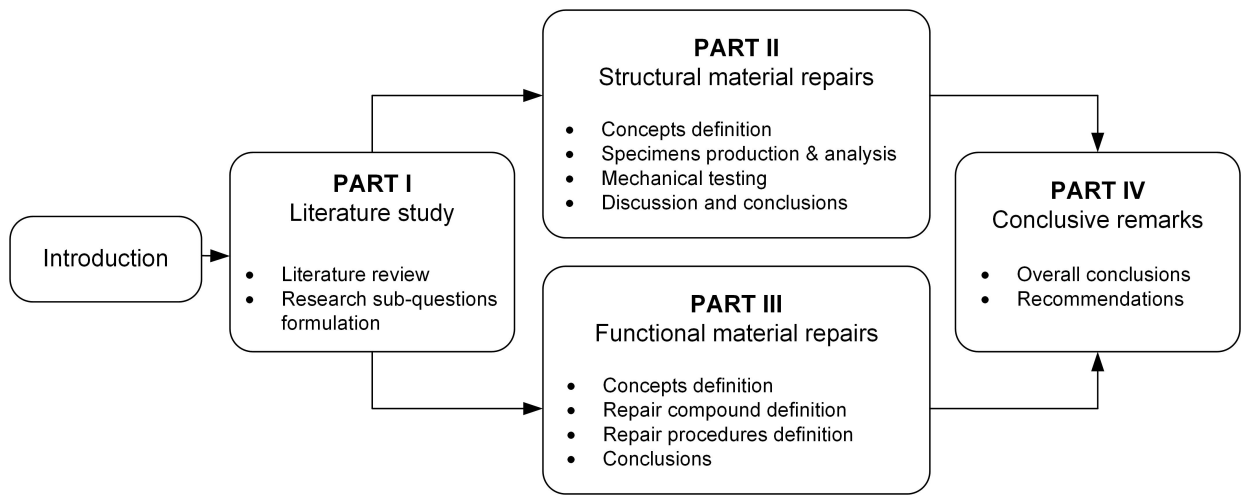 Introduction
PART I
Literature study
• Literature review
• Research sub-questions
formulation
PART II
Structural material repairs
• Concepts definition
• Specimens production & analysis
• Mechanical testing
• Discussion and conclusions
PART III
Functional material repairs
• Concepts definition
• Repair compound definition
• Repair procedures definition
• Conclusions
PART IV
Conclusive remarks
• Overall conclusions
• Recommendations